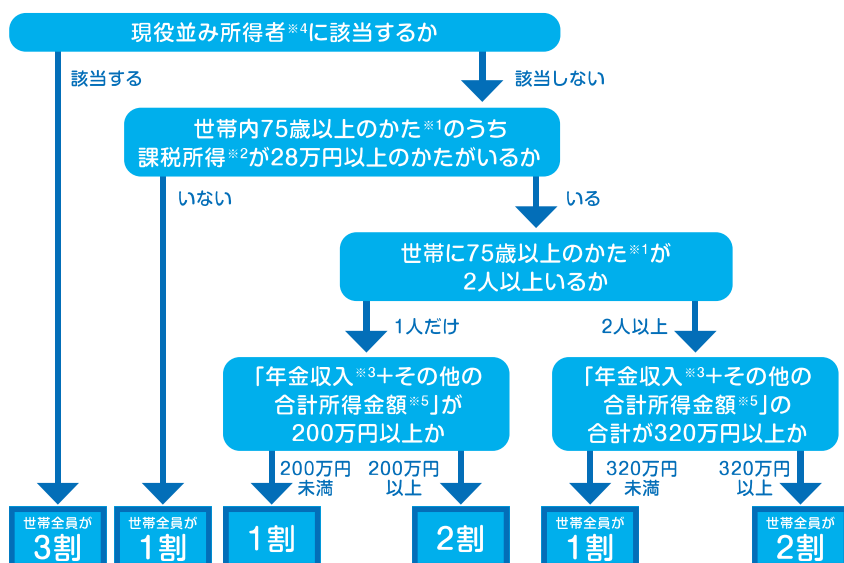 現役並み所得者※4に該当するか
該当する
該当しない
世帯内75歳以上のかた※1のうち
課税所得※2が28万円以上のかたがいるか
いない
いる
世帯に75歳以上のかた※1が
2人以上いるか
1人だけ
2人以上
「年金収入※3+その他の
合計所得金額※5」が
200万円以上か
「年金収入※3+その他の
合計所得金額※5」の
合計が320万円以上か
200万円
未満
200万円
以上
320万円
未満
320万円
以上
世帯全員が
3割
世帯全員が
1割
1割
2割
世帯全員が
1割
世帯全員が
2割